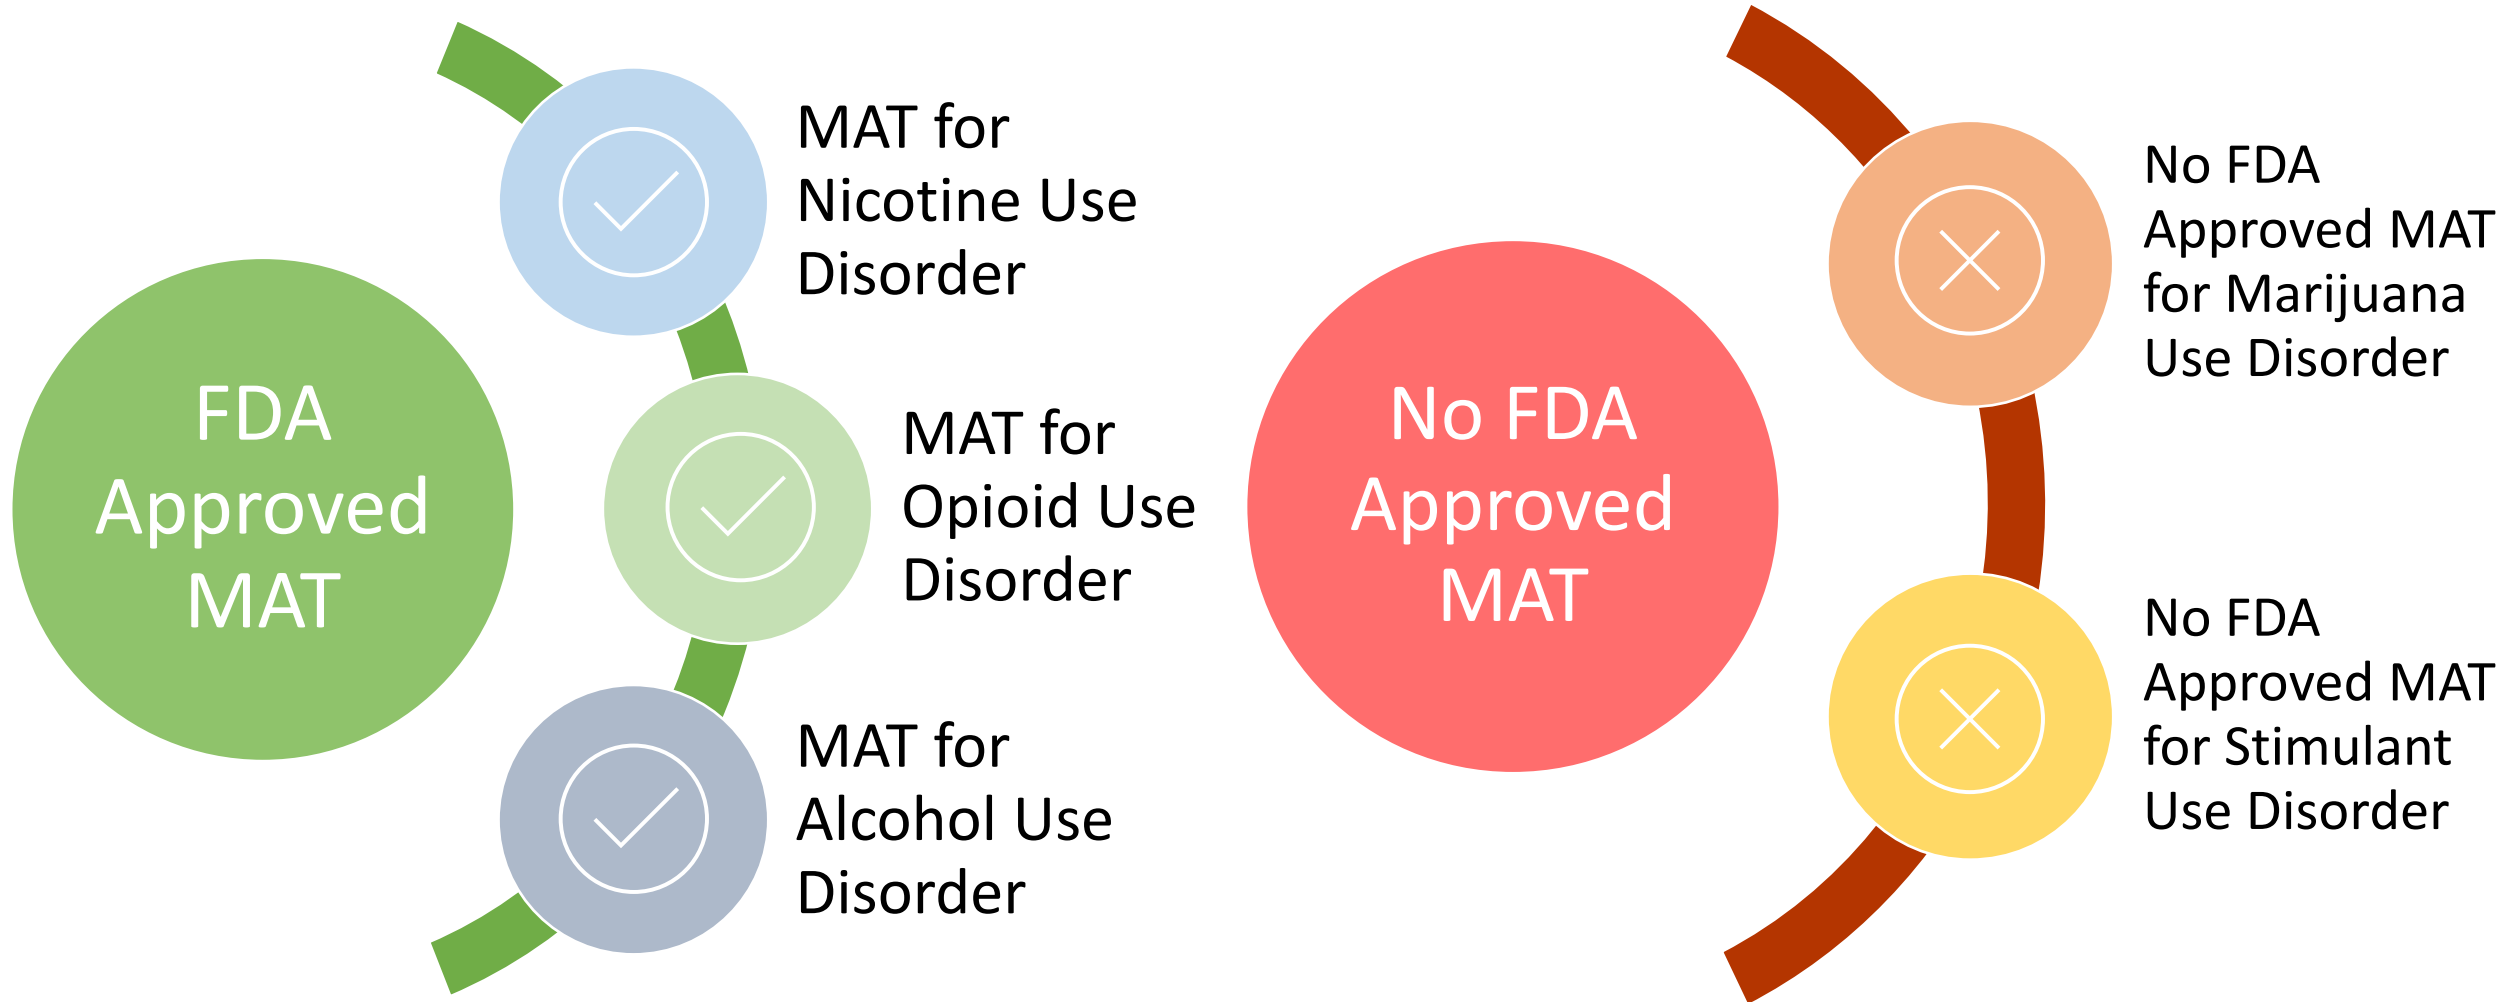 FDA
Approved
MAT
MAT for
Nicotine Use
Disorder
MAT for
Opioid Use
Disorder
MAT for
Alcohol Use
Disorder
No FDA
Approved
MAT
No FDA
Approved MAT
for Marijuana
Use Disorder
No FDA
Approved MAT
for Stimulant
Use Disorder